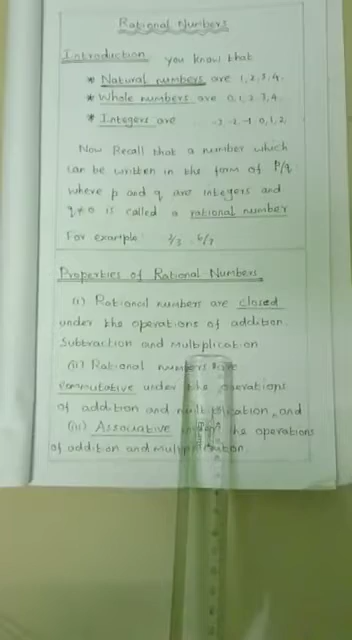 Rational Numbers
Introduction you know that
* Natural numbers are 1, 2, 3, 4.
* Whole numbers are 0, 1, 2, 3, 4.
* Integers are ... -3, -2, -1, 0, 1, 2.
Now Recall that a number which
can be written in the form of P/q
where p and q are integers and
q≠0 is called a rational number
For example: 2/3
Properties of Rational Numbers
(i) Rational numbers are closed
under the operations of addition.
Subtraction and multiplication
(ii) Rational numbers are
commutative under the operations
of addition and multiplication, and
(iii) Associative under the operations
of addition and multiplication